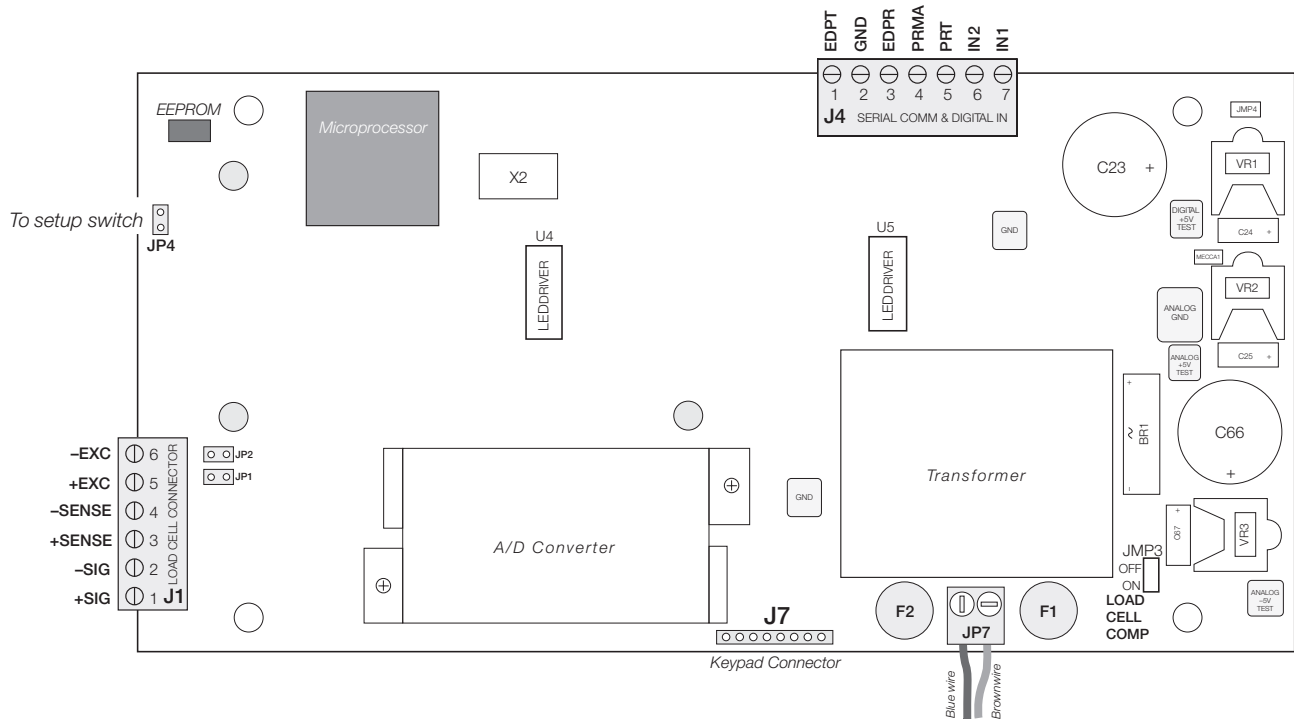 EDPT
GND
EDPR
PRMA
PRT
IN2
IN1
1 2 3 4 5 6 7
J4 SERIAL COMM & DIGITAL IN
EEPROM
Microprocessor
X2
C23 +
JMP4
VR1
DIGITAL
+5V
TEST
C24 +
To setup switch
JP4
U4
LEDDRIVER
U5
LEDDRIVER
GND
MECCA1
VR2
ANALOG
GND
ANALOG
+5V
TEST
C25 +
–EXC 6
+EXC 5
–SENSE 4
+SENSE 3
–SIG 2
+SIG 1
J1
LOAD CELL CONNECTOR
JP2
JP1
A/D Converter
GND
Transformer
+ ~ –
BR1
C66
+
C67 +
VR3
JMP3
OFF
ON
LOAD
CELL
COMP
ANALOG
–5V
TEST
J7
Keypad Connector
F2
JP7
F1
Blue wire
Brownwire